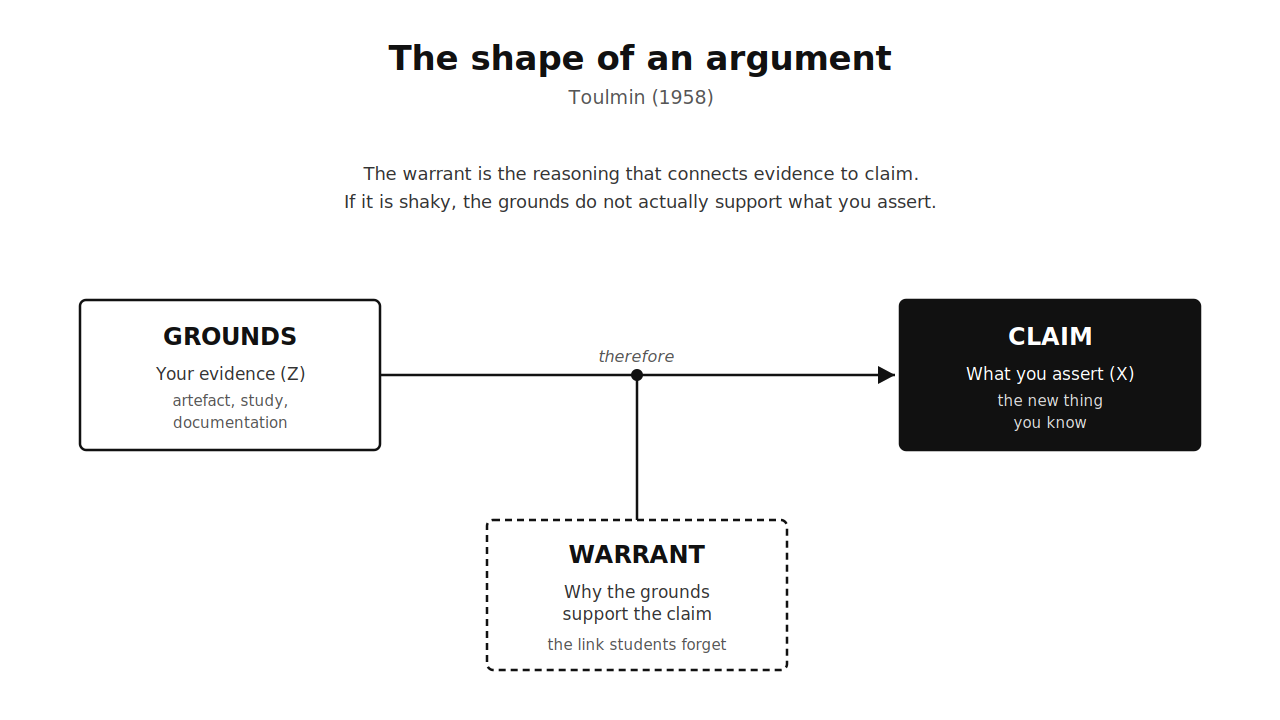 The shape of an argument
Toulmin (1958)
The warrant is the reasoning that connects evidence to claim.
If it is shaky, the grounds do not actually support what you assert.
GROUNDS
Your evidence (Z)
artefact, study,
documentation
therefore
CLAIM
What you assert (X)
the new thing
you know
WARRANT
Why the grounds
support the claim
the link students forget